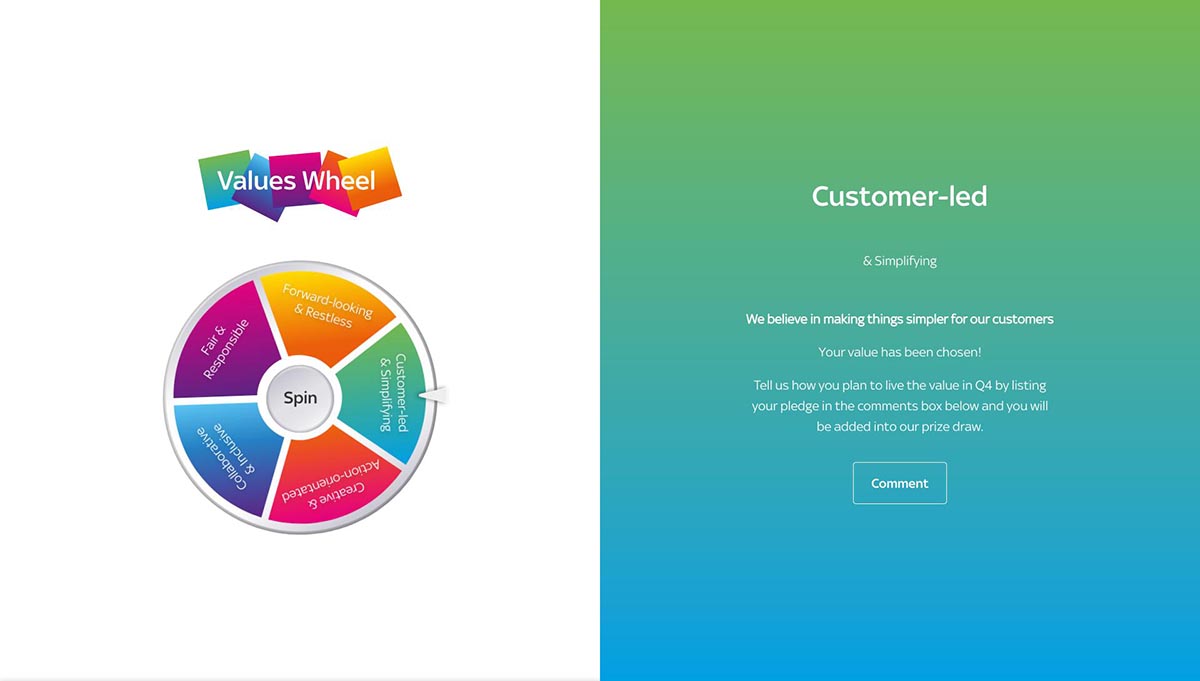 Values Wheel
Forward-looking
& Restless
Customer-led
& Simplifying
Creative &
Action-orientated
Collaborative
& Inclusive
Fair &
Responsible
Spin
Customer-led
& Simplifying
We believe in making things simpler for our customers
Your value has been chosen!
Tell us how you plan to live the value in Q4 by listing
your pledge in the comments box below and you will
be added into our prize draw.
Comment